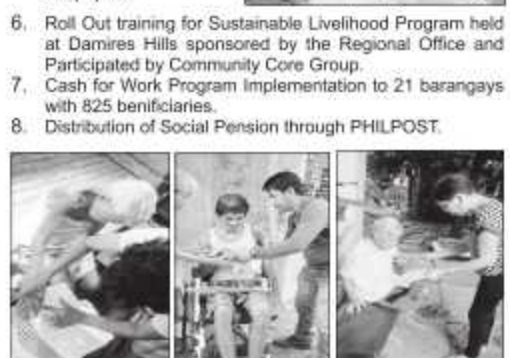 6. Roll Out training for Sustainable Livelihood Program held
at Damires Hills sponsored by the Regional Office and
Participated by Community Core Group.
7. Cash for Work Program Implementation to 21 barangays
with 825 benificiaries.
8. Distribution of Social Pension through PHILPOST.